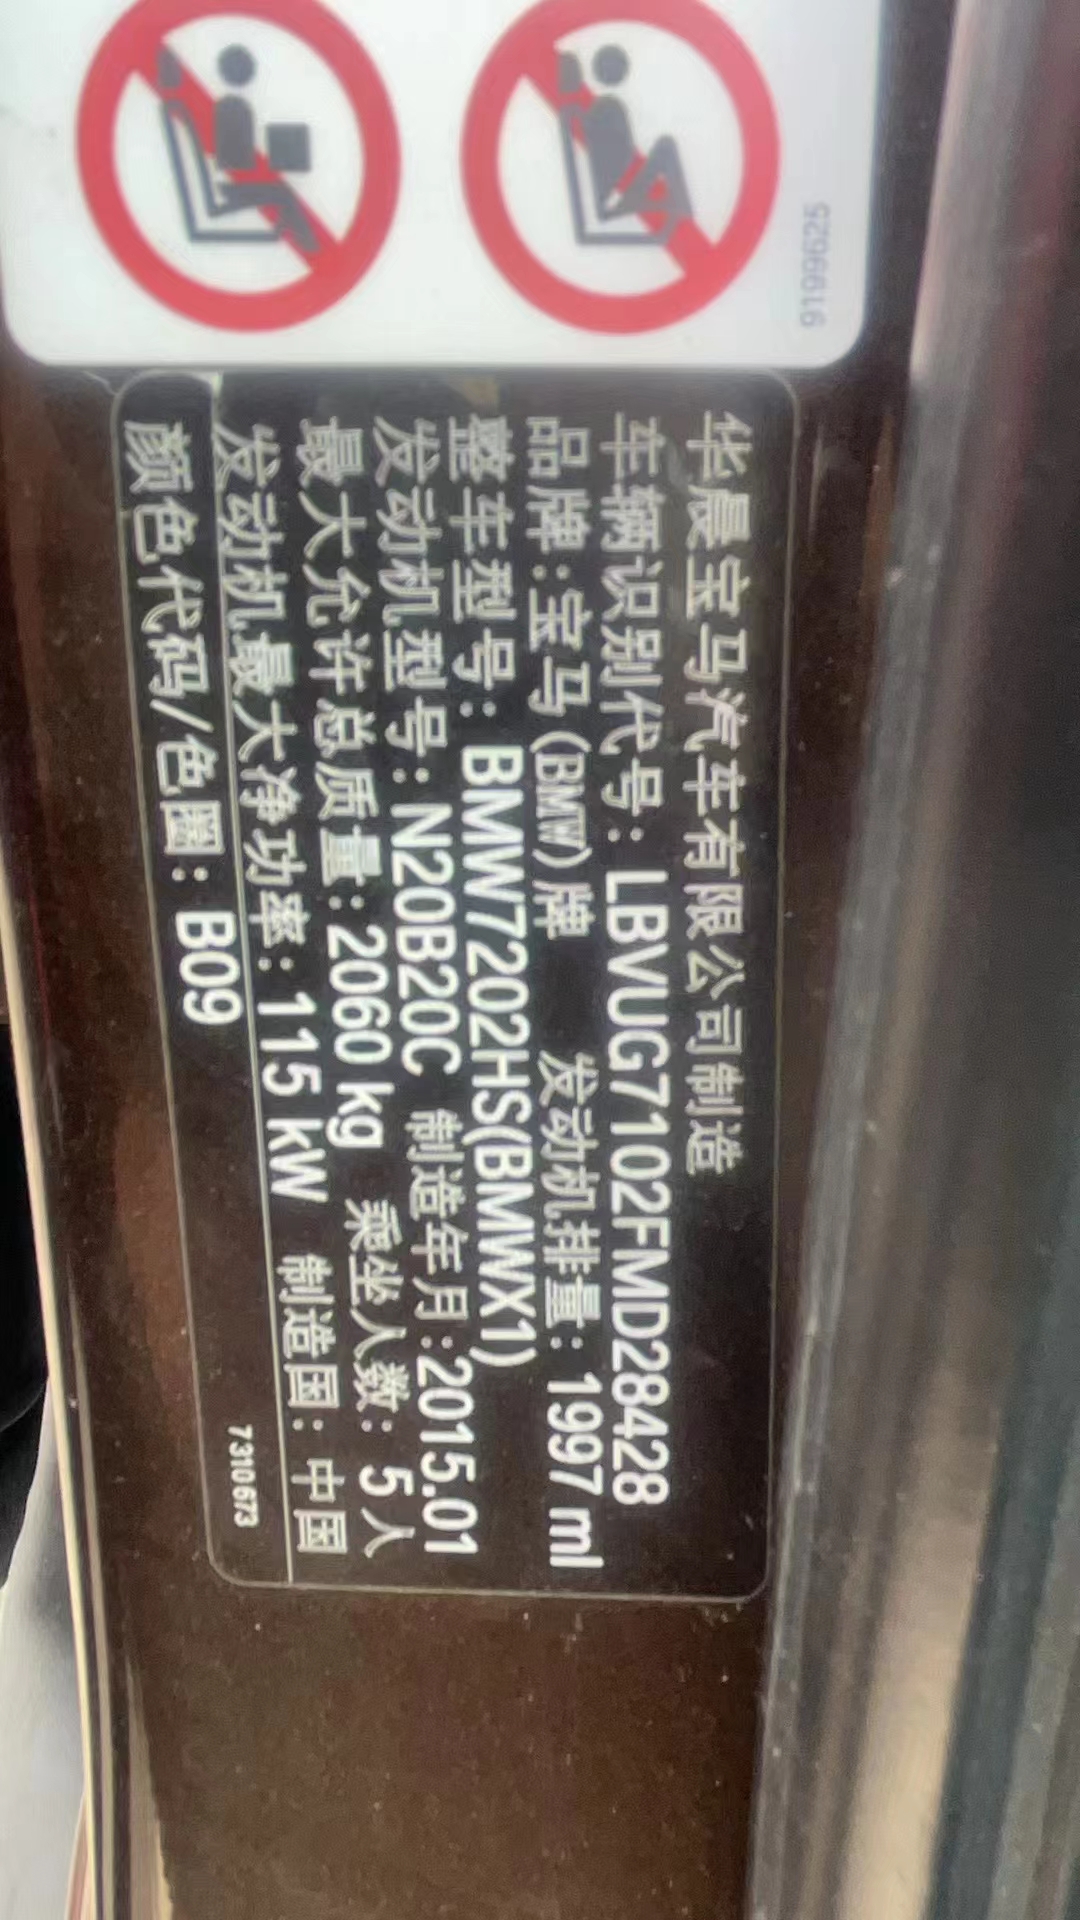 9199625
华晨宝马汽车有限公司制造
车辆识别代号: LBVUG7102FMD28428
品牌:宝马(BMW)牌 发动机排量: 1997 ml
整车型号: BMW7202HS(BMWX1)
发动机型号: N20B20C 制造年月:2015.01
最大允许总质量: 2060 kg 乘坐人数: 5人
发动机最大净功率: 115 kW 制造国: 中国
颜色代码/色圈: B09
7310673